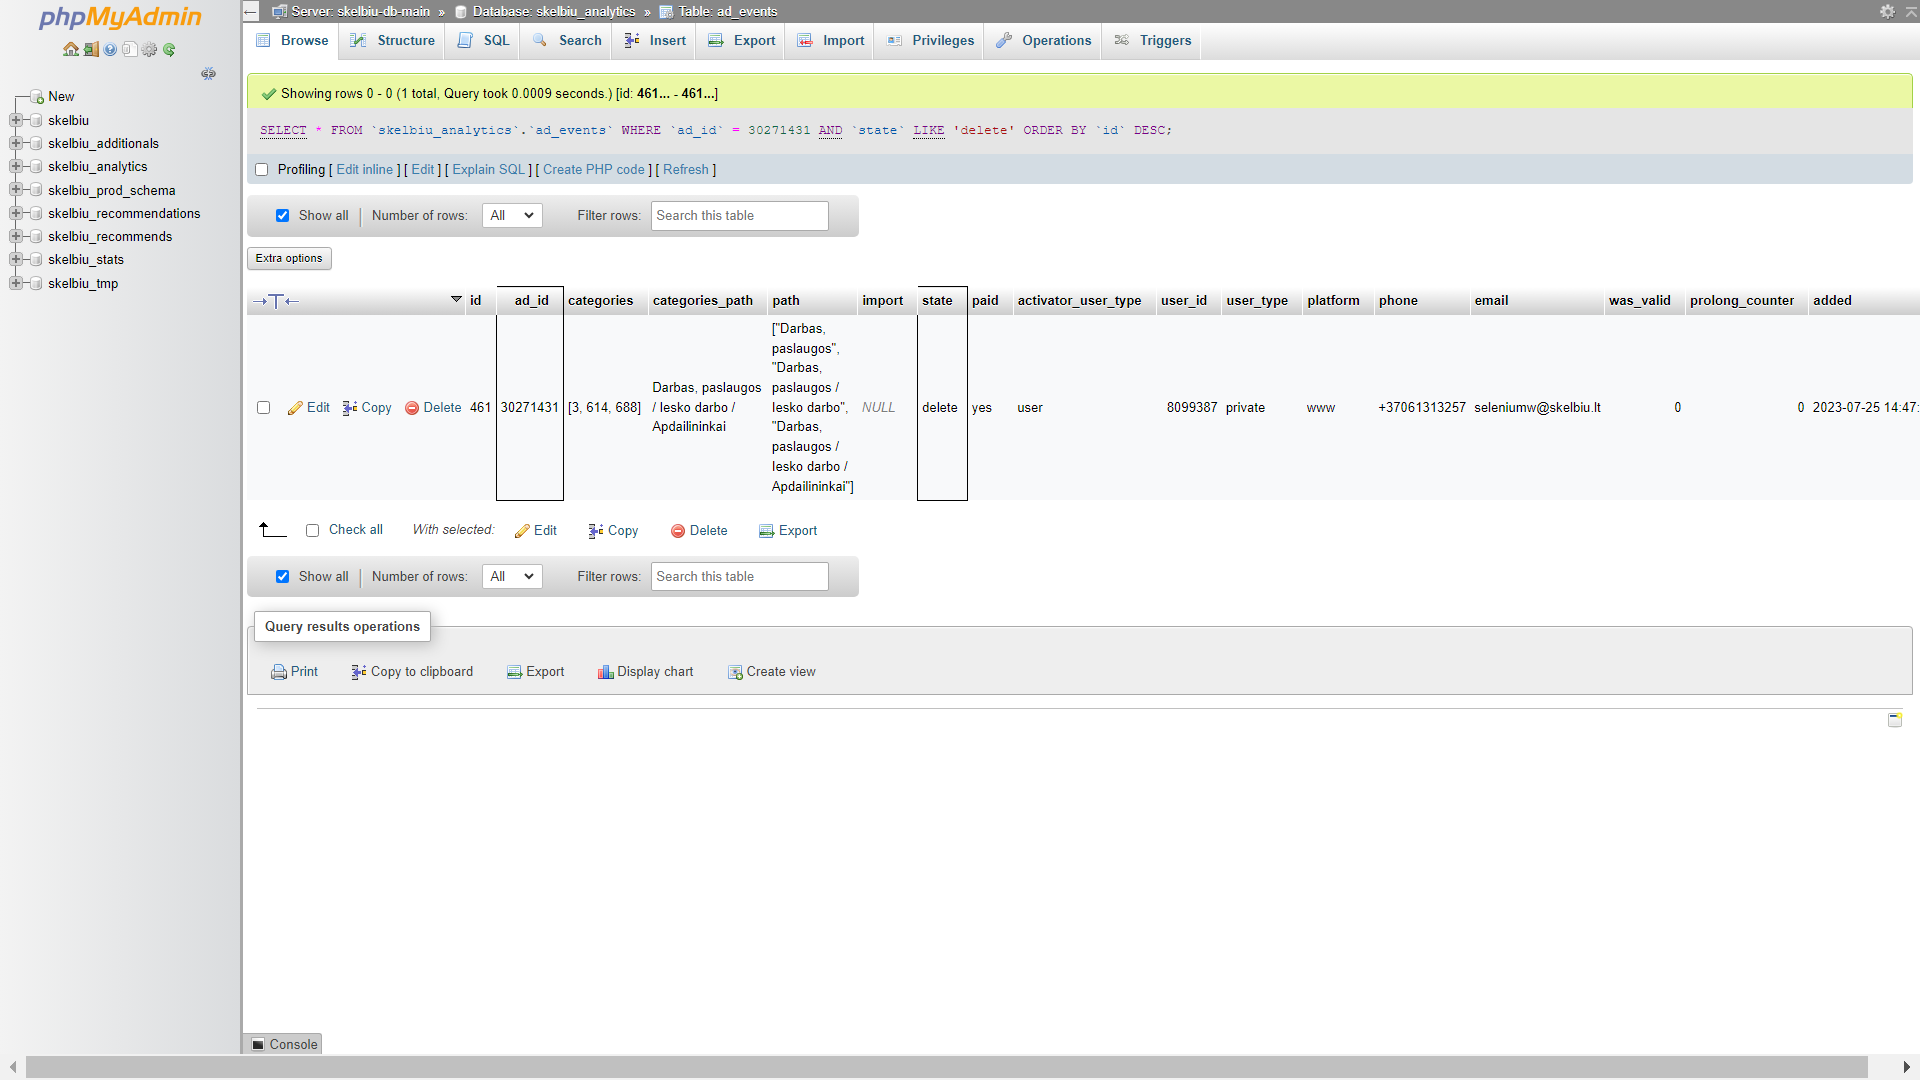 phpMyAdmin
New
skelbiu
skelbiu_additionals
skelbiu_analytics
skelbiu_prod_schema
skelbiu_recommendations
skelbiu_recommends
skelbiu_stats
skelbiu_tmp
Server: skelbiu-db-main » Database: skelbiu_analytics » Table: ad_events
Browse Structure SQL Search Insert Export Import Privileges Operations Triggers
Showing rows 0 - 0 (1 total, Query took 0.0009 seconds.) [id: 461... - 461...]
SELECT * FROM `skelbiu_analytics`.`ad_events` WHERE `ad_id` = 30271431 AND `state` LIKE 'delete' ORDER BY `id` DESC;
Profiling [ Edit inline ] [ Edit ] [ Explain SQL ] [ Create PHP code ] [ Refresh ]
Show all | Number of rows: All Filter rows: Search this table
Extra options
id ad_id categories categories_path path import state paid activator_user_type user_id user_type platform phone email was_valid prolong_counter added
Edit Copy Delete 461 30271431 [3, 614, 688] Darbas, paslaugos / Iesko darbo / Apdailininkai ["Darbas, paslaugos", "Darbas, paslaugos / Iesko darbo", "Darbas, paslaugos / Iesko darbo / Apdailininkai"] NULL delete yes user 8099387 private www +37061313257 seleniumw@skelbiu.lt 0 0 2023-07-25 14:47:
Check all With selected: Edit Copy Delete Export
Show all | Number of rows: All Filter rows: Search this table
Query results operations
Print Copy to clipboard Export Display chart Create view
Console